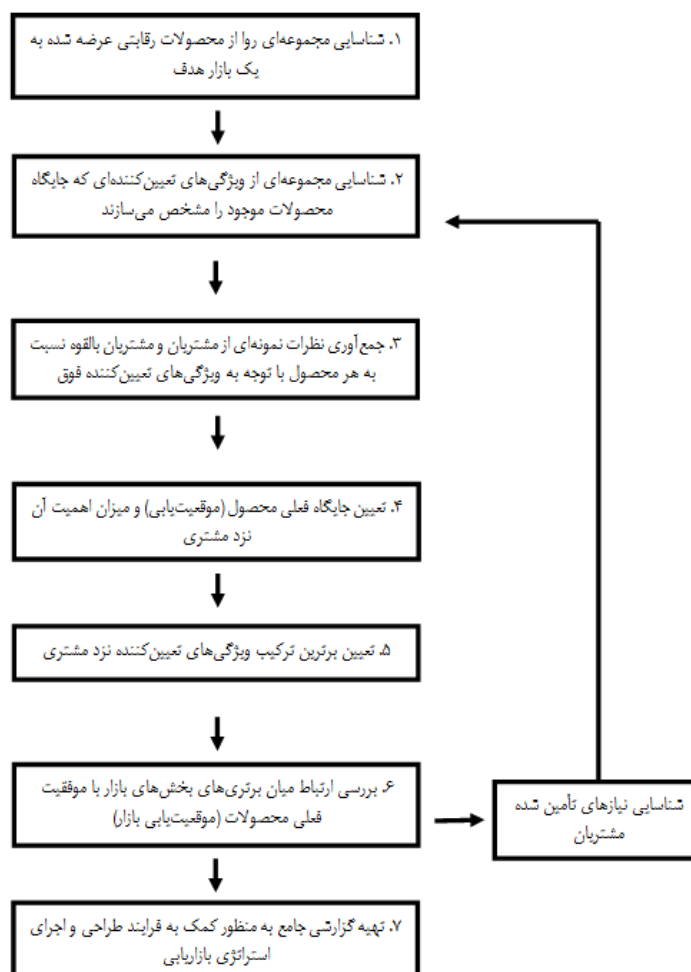 ۱. شناسایی مجموعه‌ای روا از محصولات رقابتی عرضه شده به
یک بازار هدف
۲. شناسایی مجموعه‌ای از ویژگی‌های تعیین‌کننده‌ای که جایگاه
محصولات موجود را مشخص می‌سازند
۳. جمع‌آوری نظرات نمونه‌ای از مشتریان و مشتریان بالقوه نسبت
به هر محصول با توجه به ویژگی‌های تعیین‌کننده فوق
۴. تعیین جایگاه فعلی محصول (موقعیت‌یابی) و میزان اهمیت آن
نزد مشتری
۵. تعیین برترین ترکیب ویژگی‌های تعیین‌کننده نزد مشتری
۶. بررسی ارتباط میان برتری‌های بخش‌های بازار با موفقیت
فعلی محصولات (موقعیت‌یابی بازار)
شناسایی نیازهای تأمین شده
مشتریان
۷. تهیه گزارشی جامع به منظور کمک به فرایند طراحی و اجرای
استراتژی بازاریابی